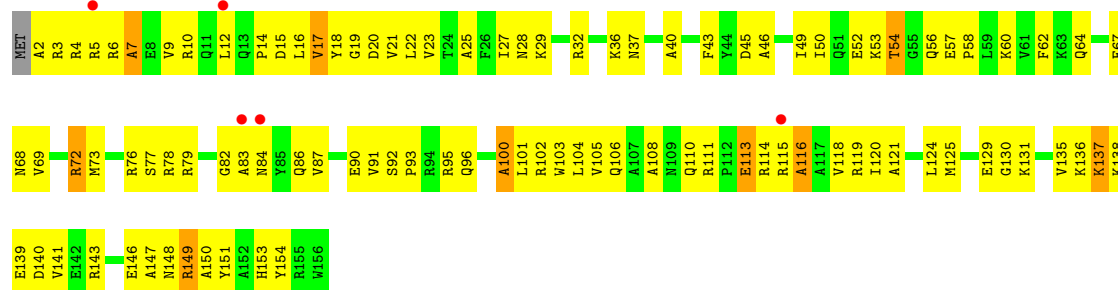 MET A2 R3 R4 R5 R6 A7 E8 V9 R10 Q11 L12 Q13 P14 D15 L16 V17 Y18 G19 D20 V21 L22 V23 T24 A25 F26 I27 N28 K29 R32 K36 N37 A40 F43 Y44 D45 A46 I49 I50 Q51 E52 K53 T54 G55 Q56 E57 P58 L59 K60 V61 F62 K63 Q64
N68 V69 R72 M73 R76 S77 R78 R79 G82 A83 N84 Y85 Q86 V87 E90 V91 S92 P93 R94 R95 Q96 A100 L101 R102 W103 L104 V105 Q106 A107 A108 N109 Q110 R111 P112 E113 R114 R115 A116 A117 V118 R119 I120 A121 L124 M125 E129 G130 K131 V135 K136 K137
E139 D140 V141 E142 R143 E146 A147 N148 R149 A150 Y151 A152 H153 Y154 R155 W156